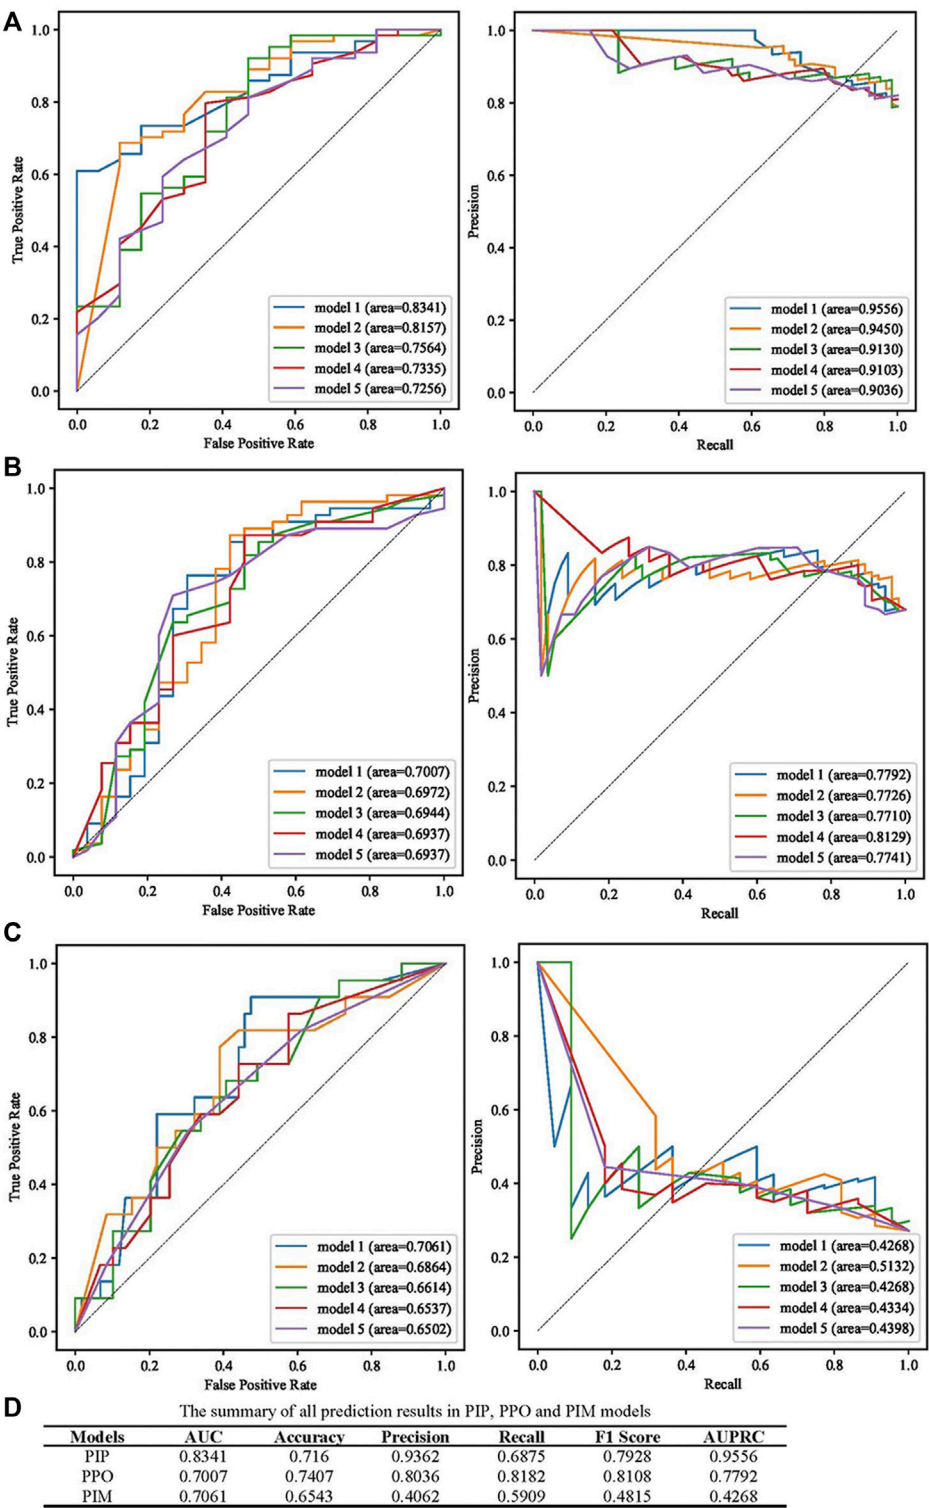 A
True Positive Rate
1.0
0.8
0.6
0.4
0.2
0.0
model 1 (area=0.8341)
model 2 (area=0.8157)
model 3 (area=0.7564)
model 4 (area=0.7335)
model 5 (area=0.7256)
0.0 0.2 0.4 0.6 0.8 1.0
False Positive Rate
Precision
1.0
0.8
0.6
0.4
0.2
0.0
model 1 (area=0.9556)
model 2 (area=0.9450)
model 3 (area=0.9130)
model 4 (area=0.9103)
model 5 (area=0.9036)
0.0 0.2 0.4 0.6 0.8 1.0
Recall
B
True Positive Rate
1.0
0.8
0.6
0.4
0.2
0.0
model 1 (area=0.7007)
model 2 (area=0.6972)
model 3 (area=0.6944)
model 4 (area=0.6937)
model 5 (area=0.6937)
0.0 0.2 0.4 0.6 0.8 1.0
False Positive Rate
Precision
1.0
0.8
0.6
0.4
0.2
0.0
model 1 (area=0.7792)
model 2 (area=0.7726)
model 3 (area=0.7710)
model 4 (area=0.8129)
model 5 (area=0.7741)
0.0 0.2 0.4 0.6 0.8 1.0
Recall
C
True Positive Rate
1.0
0.8
0.6
0.4
0.2
0.0
model 1 (area=0.7061)
model 2 (area=0.6864)
model 3 (area=0.6614)
model 4 (area=0.6537)
model 5 (area=0.6502)
0.0 0.2 0.4 0.6 0.8 1.0
False Positive Rate
Precision
1.0
0.8
0.6
0.4
0.2
0.0
model 1 (area=0.4268)
model 2 (area=0.5132)
model 3 (area=0.4268)
model 4 (area=0.4334)
model 5 (area=0.4398)
0.0 0.2 0.4 0.6 0.8 1.0
Recall
D
The summary of all prediction results in PIP, PPO and PIM models
Models AUC Accuracy Precision Recall F1 Score AUPRC
PIP 0.8341 0.716 0.9362 0.6875 0.7928 0.9556
PPO 0.7007 0.7407 0.8036 0.8182 0.8108 0.7792
PIM 0.7061 0.6543 0.4062 0.5909 0.4815 0.4268